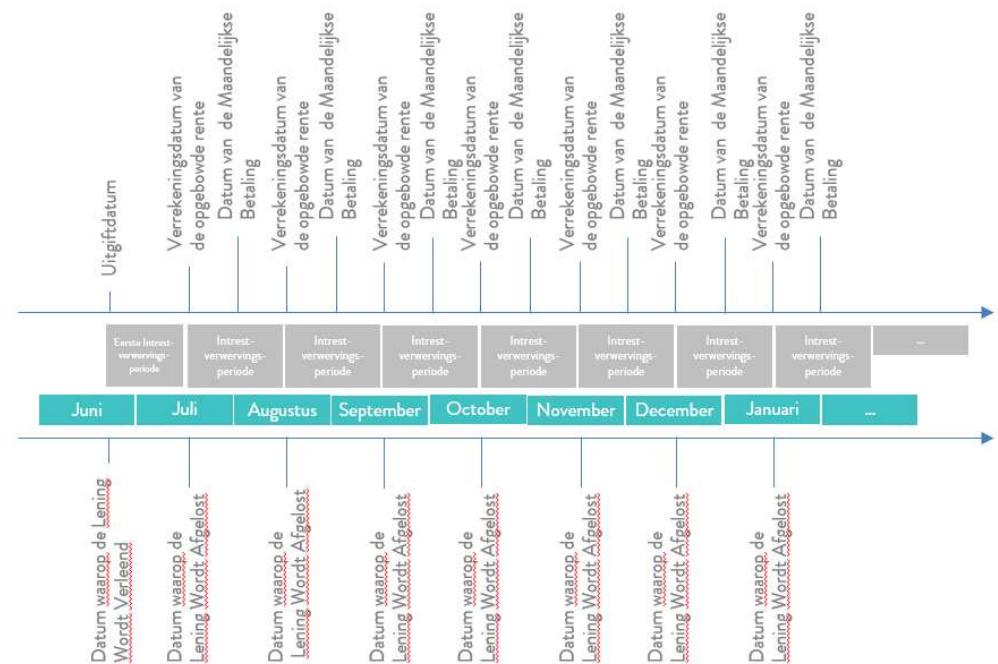 Uitgiftdatum
Verrekeningsdatum van
de opgebowde rente
Datum van de Maandelijkse
Betaling
Verrekeningsdatum van
de opgebowde rente
Datum van de Maandelijkse
Betaling
Verrekeningsdatum van
de opgebowde rente
Datum van de Maandelijkse
Betaling
Verrekeningsdatum van
de opgebowde rente
Datum van de Maandelijkse
Betaling
Verrekeningsdatum van
de opgebowde rente
Datum van de Maandelijkse
Betaling
Verrekeningsdatum van
de opgebowde rente
Datum van de Maandelijkse
Betaling
Verrekeningsdatum van
de opgebowde rente
Datum van de Maandelijkse
Betaling
Eerste Intrest-
verwervings-
periode
Intrest-
verwervings-
periode
Intrest-
verwervings-
periode
Intrest-
verwervings-
periode
Intrest-
verwervings-
periode
Intrest-
verwervings-
periode
Intrest-
verwervings-
periode
Intrest-
verwervings-
periode
...
Juni
Juli
Augustus
September
October
November
December
Januari
...
Datum waarop de Lening
Wordt Verleend
Datum waarop de
Lening Wordt Afgelost
Datum waarop de
Lening Wordt Afgelost
Datum waarop de
Lening Wordt Afgelost
Datum waarop de
Lening Wordt Afgelost
Datum waarop de
Lening Wordt Afgelost
Datum waarop de
Lening Wordt Afgelost
Datum waarop de
Lening Wordt Afgelost